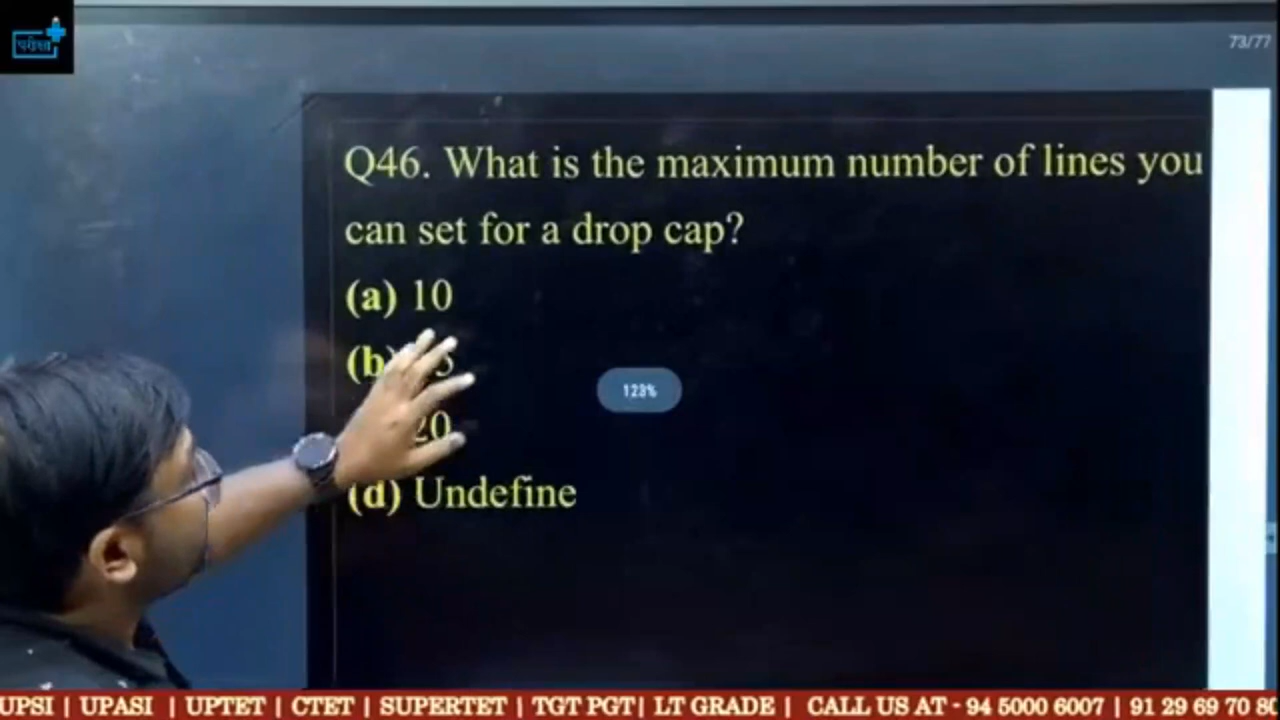 परीक्षा
73/77
Q46. What is the maximum number of lines you
can set for a drop cap?
(a) 10
(b)
123%
20
(d) Undefine
UPSI | UPASI | UPTET | CTET | SUPERTET | TGT PGT | LT GRADE | CALL US AT - 94 5000 6007 | 91 29 69 70 80